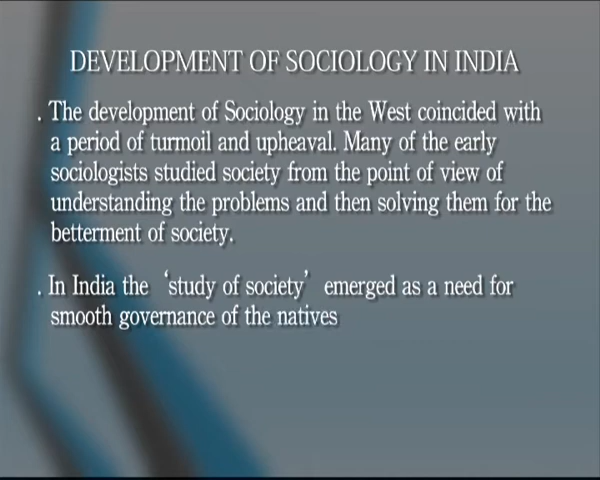 DEVELOPMENT OF SOCIOLOGY IN INDIA
. The development of Sociology in the West coincided with
a period of turmoil and upheaval. Many of the early
sociologists studied society from the point of view of
understanding the problems and then solving them for the
betterment of society.
. In India the ‘study of society’ emerged as a need for
smooth governance of the natives